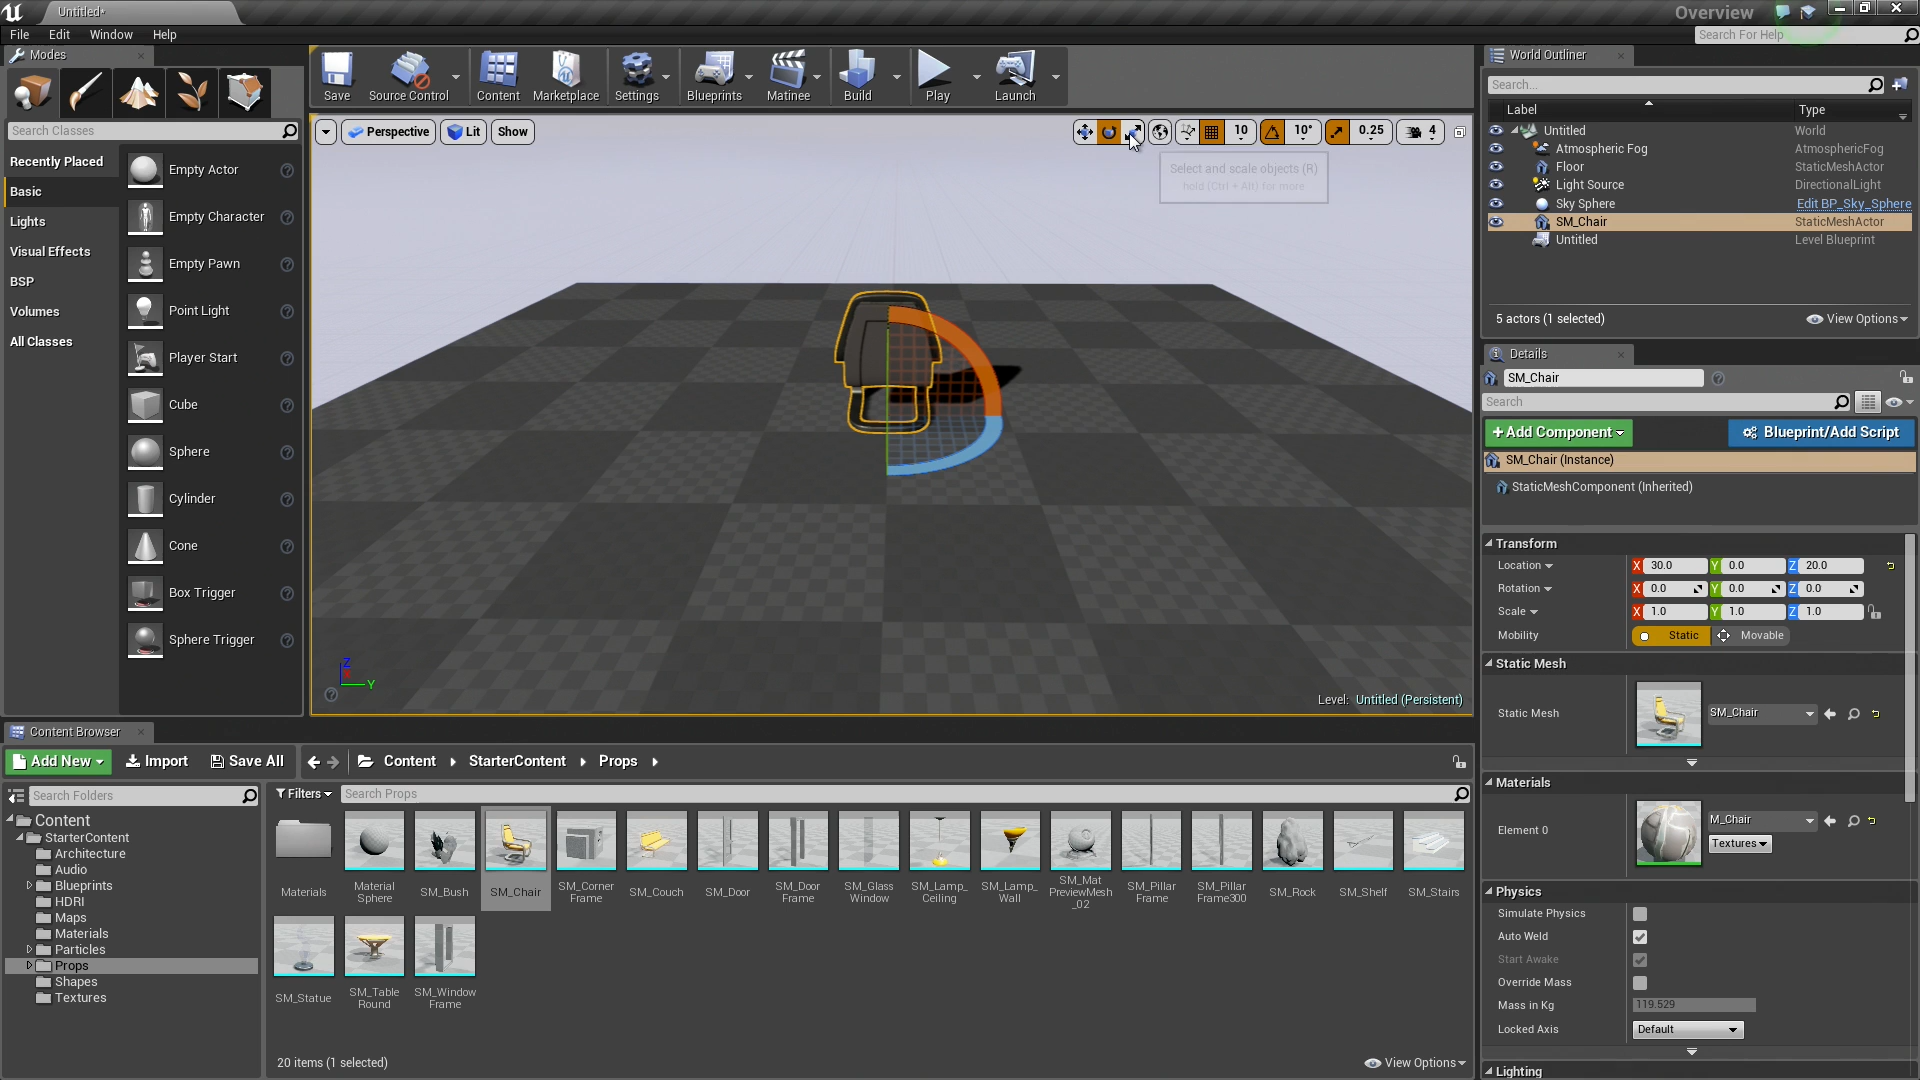 Untitled*
Overview
File Edit Window Help
Search For Help
Modes
Search Classes
Recently Placed
Basic
Lights
Visual Effects
BSP
Volumes
All Classes
Empty Actor
Empty Character
Empty Pawn
Point Light
Player Start
Cube
Sphere
Cylinder
Cone
Box Trigger
Sphere Trigger
Save Source Control Content Marketplace Settings Blueprints Matinee Build Play Launch
Perspective Lit Show
10 10° 0.25 4
Select and scale objects (R)
hold (Ctrl + Alt) for more
Z
Y
Level: Untitled (Persistent)
World Outliner
Search...
Label Type
Untitled World
Atmospheric Fog AtmosphericFog
Floor StaticMeshActor
Light Source DirectionalLight
Sky Sphere Edit BP_Sky_Sphere
SM_Chair StaticMeshActor
Untitled Level Blueprint
5 actors (1 selected) View Options
Details
SM_Chair
Search
+Add Component Blueprint/Add Script
SM_Chair (Instance)
StaticMeshComponent (Inherited)
Transform
Location X 30.0 Y 0.0 Z 20.0
Rotation X 0.0 Y 0.0 Z 0.0
Scale X 1.0 Y 1.0 Z 1.0
Mobility Static Movable
Static Mesh
Static Mesh SM_Chair
Materials
Element 0 M_Chair
Textures
Physics
Simulate Physics
Auto Weld
Start Awake
Override Mass
Mass in Kg 119.529
Locked Axis Default
Lighting
Content Browser
Add New Import Save All Content StarterContent Props
Search Folders
Content
StarterContent
Architecture
Audio
Blueprints
HDRI
Maps
Materials
Particles
Props
Shapes
Textures
Filters Search Props
Materials
Material
Sphere
SM_Bush
SM_Chair
SM_Corner
Frame
SM_Couch
SM_Door
SM_Door
Frame
SM_Glass
Window
SM_Lamp_
Ceiling
SM_Lamp_
Wall
SM_Mat
PreviewMesh
_02
SM_Pillar
Frame
SM_Pillar
Frame300
SM_Rock
SM_Shelf
SM_Stairs
SM_Statue
SM_Table
Round
SM_Window
Frame
20 items (1 selected) View Options